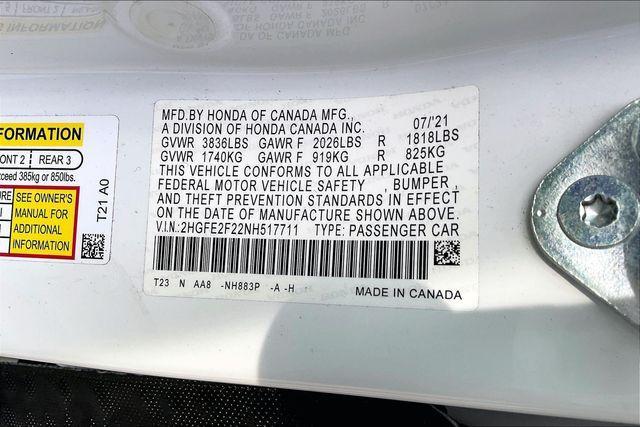 MFD.BY HONDA OF CANADA MFG.,
A DIVISION OF HONDA CANADA INC. 07/'21
GVWR 3836LBS GAWR F 2026LBS R 1818LBS
GVWR 1740KG GAWR F 919KG R 825KG
THIS VEHICLE CONFORMS TO ALL APPLICABLE
FEDERAL MOTOR VEHICLE SAFETY , BUMPER ,
AND THEFT PREVENTION STANDARDS IN EFFECT
ON THE DATE OF MANUFACTURE SHOWN ABOVE.
V.I.N.:2HGFE2F22NH517711 TYPE: PASSENGER CAR
T23 N AA8 -NH883P -A -H
MADE IN CANADA
FORMATION
ONT 2 REAR 3
xceed 385kg or 850lbs.
SEE OWNER'S
MANUAL FOR
ADDITIONAL
INFORMATION
T21 A0